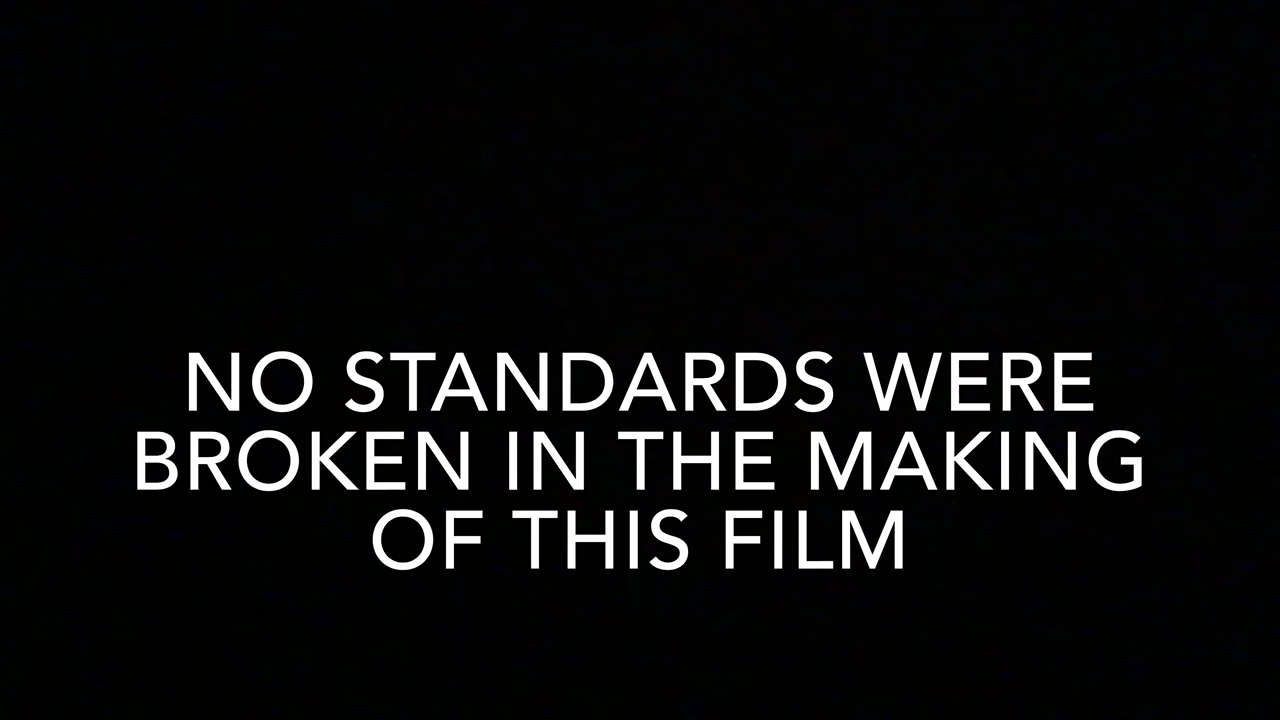 NO STANDARDS WERE
BROKEN IN THE MAKING
OF THIS FILM